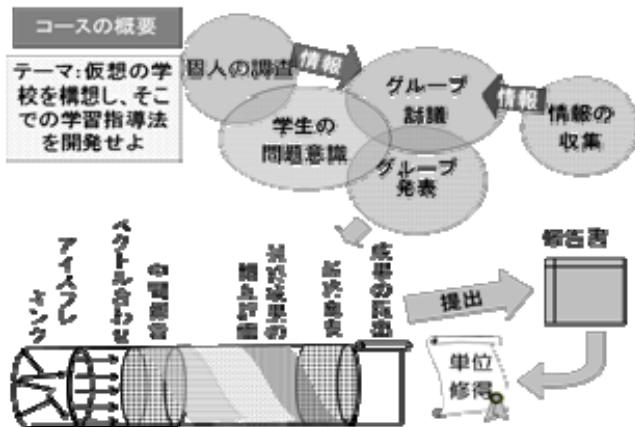 コースの概要
テーマ:仮想の学
校を構想し、そこ
での学習指導法
を開発せよ
個人の調査
情報
グループ
討議
情報
情報の
収集
学生の
問題意識
グループ
発表
アイスブレ
ベクトル合わせ
中間報告
成果の
報告書
提出
単位
修得